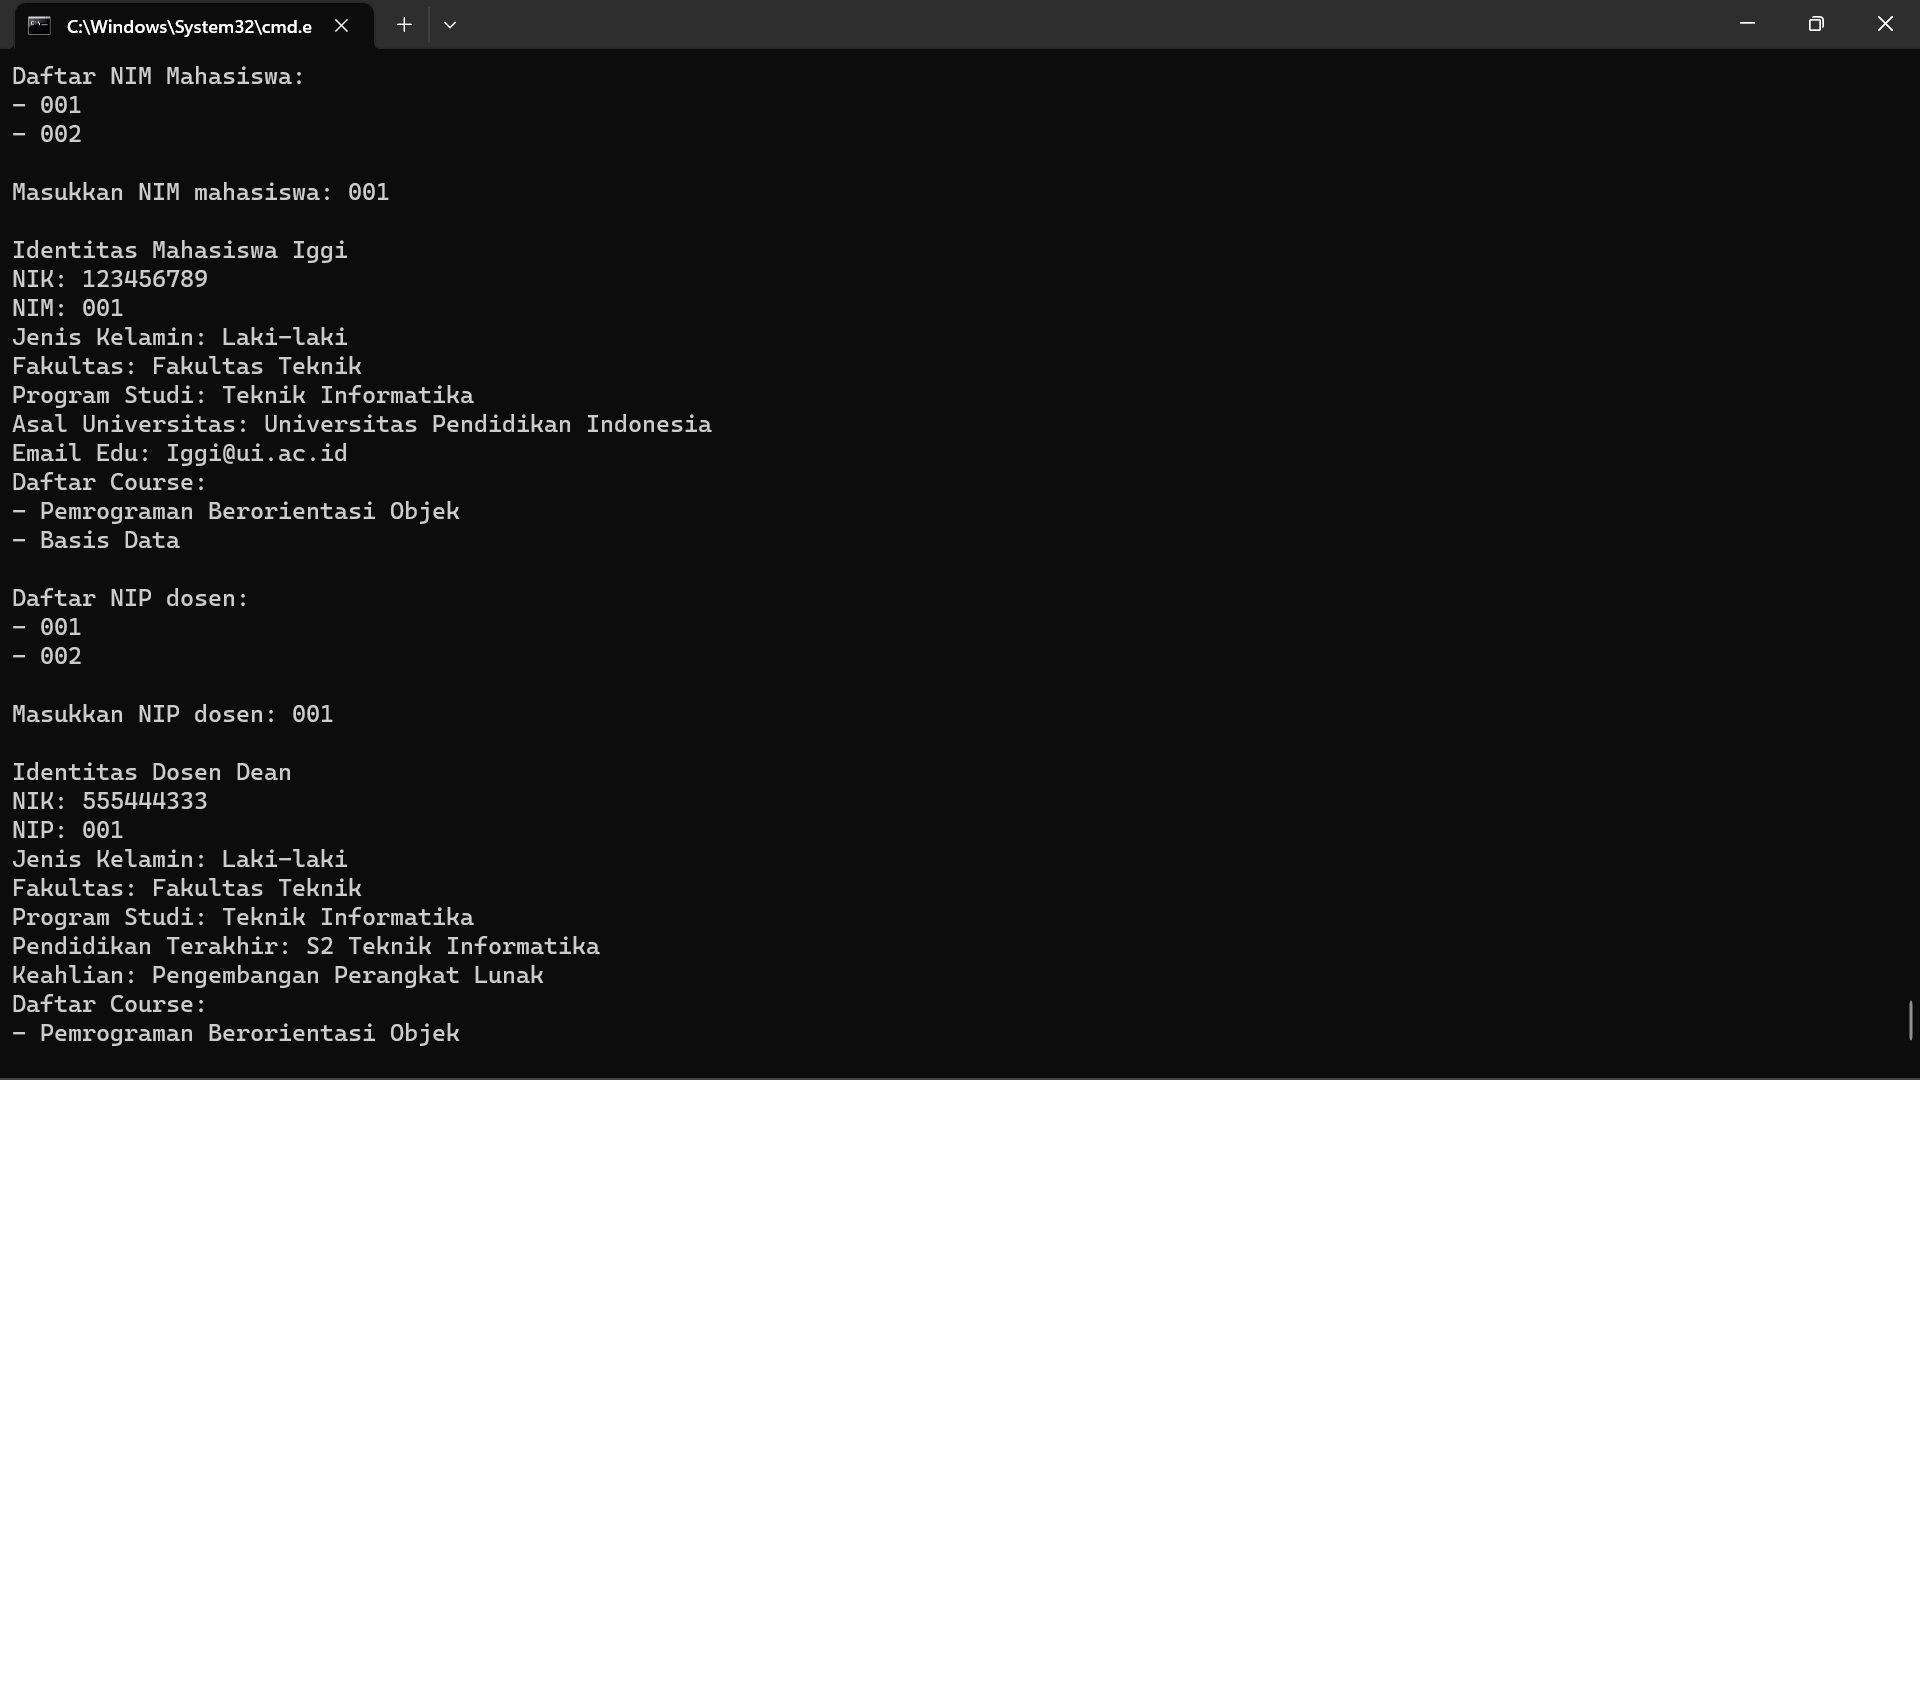 C:\Windows\System32\cmd.e
Daftar NIM Mahasiswa:
- 001
- 002
Masukkan NIM mahasiswa: 001
Identitas Mahasiswa Iggi
NIK: 123456789
NIM: 001
Jenis Kelamin: Laki-laki
Fakultas: Fakultas Teknik
Program Studi: Teknik Informatika
Asal Universitas: Universitas Pendidikan Indonesia
Email Edu: Iggi@ui.ac.id
Daftar Course:
- Pemrograman Berorientasi Objek
- Basis Data
Daftar NIP dosen:
- 001
- 002
Masukkan NIP dosen: 001
Identitas Dosen Dean
NIK: 555444333
NIP: 001
Jenis Kelamin: Laki-laki
Fakultas: Fakultas Teknik
Program Studi: Teknik Informatika
Pendidikan Terakhir: S2 Teknik Informatika
Keahlian: Pengembangan Perangkat Lunak
Daftar Course:
- Pemrograman Berorientasi Objek